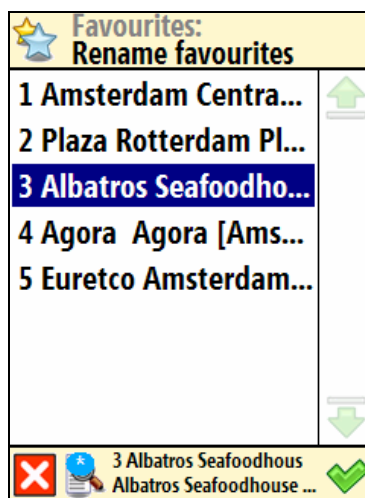 Favourites:
Rename favourites
1 Amsterdam Centra...
2 Plaza Rotterdam Pl...
3 Albatros Seafoodho...
4 Agora Agora [Ams...
5 Euretco Amsterdam...
3 Albatros Seafoodhous
Albatros Seafoodhouse ...